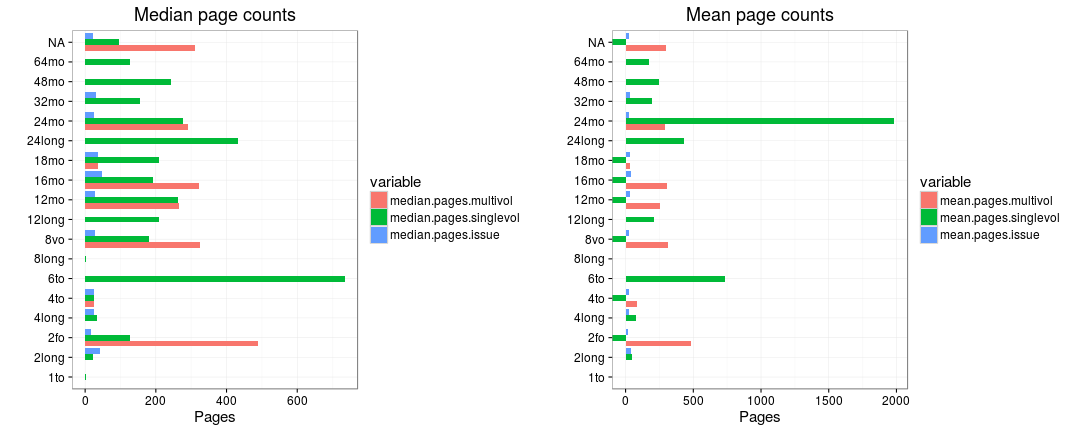 Median page counts
NA
64mo
48mo
32mo
24mo
24long
18mo
16mo
12mo
12long
8vo
8long
6to
4to
4long
2fo
2long
1to
0 200 400 600
Pages
variable
median.pages.multivol
median.pages.singlevol
median.pages.issue
Mean page counts
NA
64mo
48mo
32mo
24mo
24long
18mo
16mo
12mo
12long
8vo
8long
6to
4to
4long
2fo
2long
1to
0 500 1000 1500 2000
Pages
variable
mean.pages.multivol
mean.pages.singlevol
mean.pages.issue